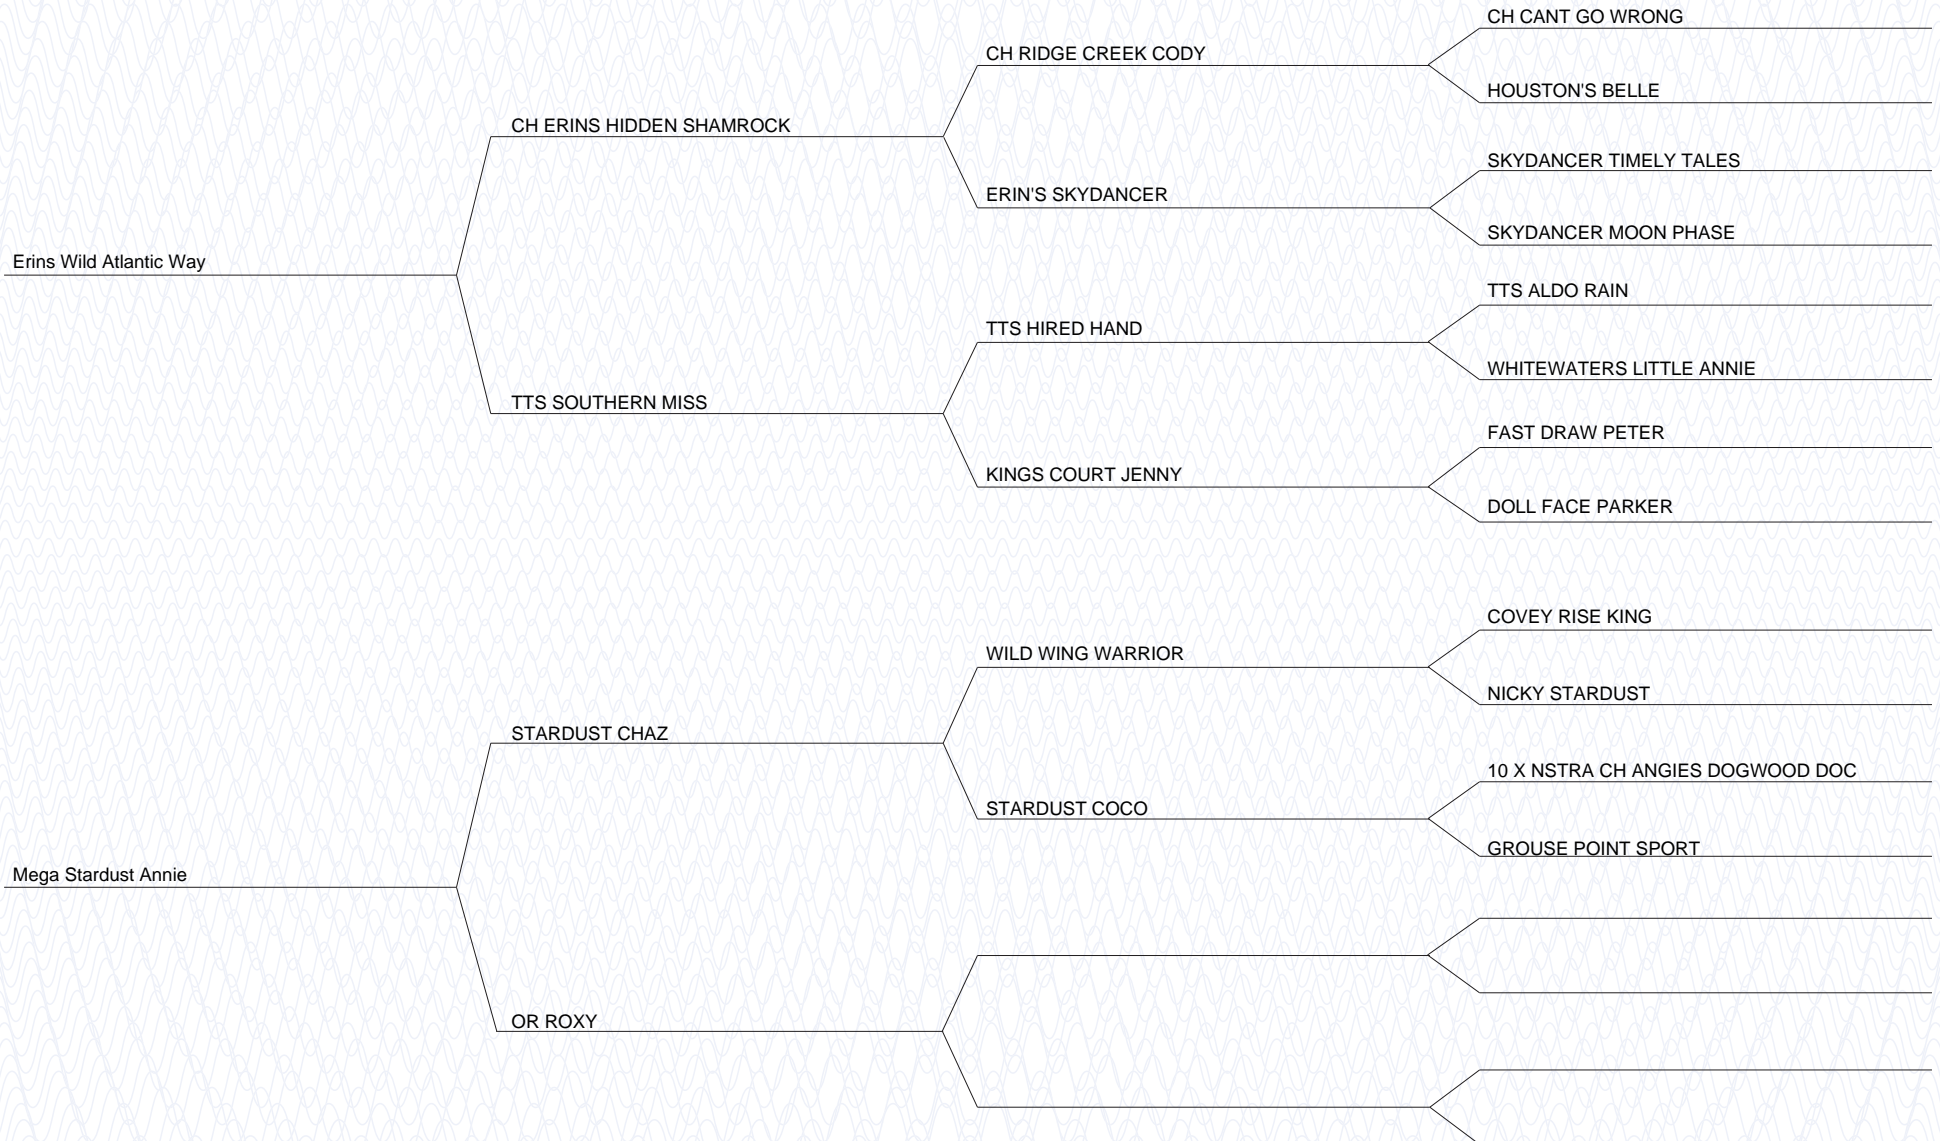 CH CANT GO WRONG
CH RIDGE CREEK CODY
HOUSTON'S BELLE
CH ERINS HIDDEN SHAMROCK
SKYDANCER TIMELY TALES
ERIN'S SKYDANCER
SKYDANCER MOON PHASE
Erins Wild Atlantic Way
TTS ALDO RAIN
TTS HIRED HAND
WHITEWATERS LITTLE ANNIE
TTS SOUTHERN MISS
FAST DRAW PETER
KINGS COURT JENNY
DOLL FACE PARKER
COVEY RISE KING
WILD WING WARRIOR
NICKY STARDUST
STARDUST CHAZ
10 X NSTRA CH ANGIES DOGWOOD DOC
STARDUST COCO
GROUSE POINT SPORT
Mega Stardust Annie
OR ROXY